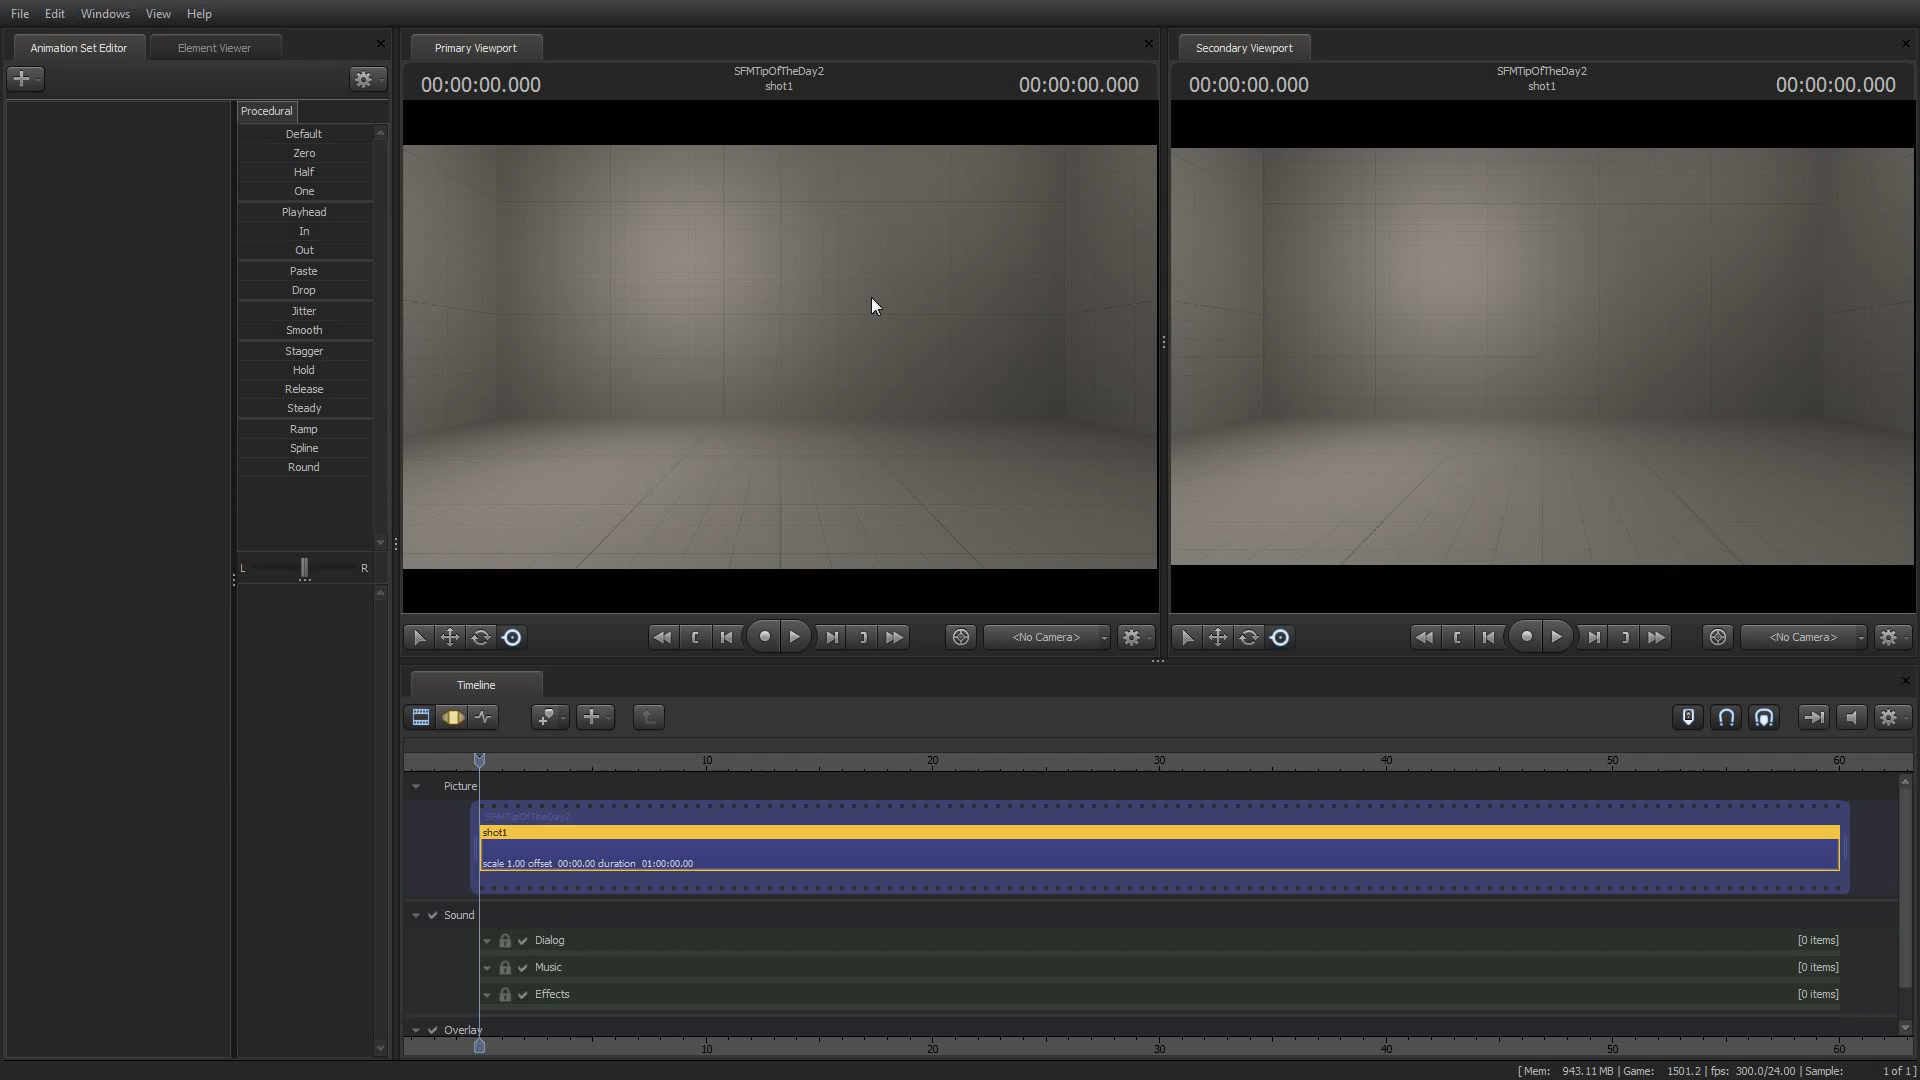 File Edit Windows View Help
Animation Set Editor
Element Viewer
Procedural
Default
Zero
Half
One
Playhead
In
Out
Paste
Drop
Jitter
Smooth
Stagger
Hold
Release
Steady
Ramp
Spline
Round
L R
Primary Viewport
00:00:00.000
SFMTipOfTheDay2
shot1
00:00:00.000
<No Camera>
Secondary Viewport
00:00:00.000
SFMTipOfTheDay2
shot1
00:00:00.000
<No Camera>
Timeline
10 20 30 40 50 60
Picture
SFMTipOfTheDay2
shot1
scale 1.00 offset 00:00.00 duration 01:00:00.00
Sound
Dialog [0 items]
Music [0 items]
Effects [0 items]
Overlay
10 20 30 40 50 60
[ Mem: 943.11 MB | Game: 1501.2 | fps: 300.0/24.00 | Sample: 1 of 1 ]